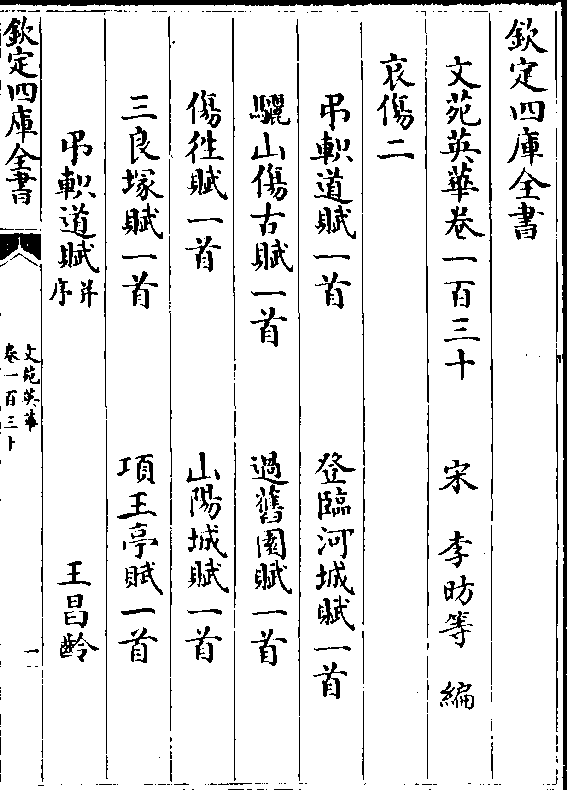 欽定四庫全書
文苑英華卷一百三十 宋 李昉等 編
哀傷二
弔軹道賦一首 登臨河城賦一首
驪山傷古賦一首 過舊園賦一首
傷徃賦一首 山陽城賦一首
三良塚賦一首 項王亭賦一首
弔軹道賦并序 王昌齡
欽定四庫全書
文苑英華
卷一百三十
一